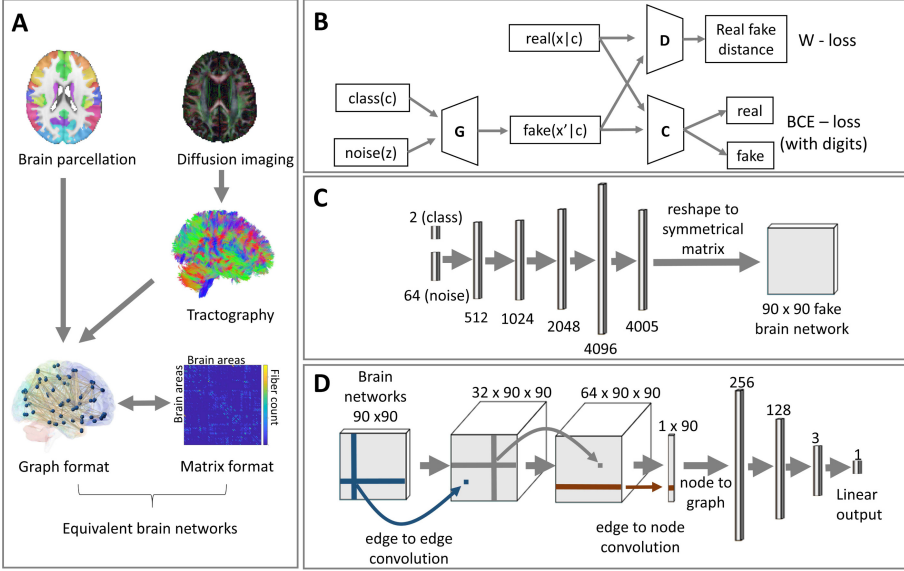 A
Brain parcellation
Diffusion imaging
Tractography
Brain areas
Brain areas
Fiber count
Graph format
Matrix format
Equivalent brain networks
B
real(x|c)
D
Real fake
distance
W - loss
class(c)
noise(z)
G
fake(x'|c)
C
real
fake
BCE – loss
(with digits)
C
2 (class)
64 (noise)
512
1024
2048
4096
4005
reshape to
symmetrical
matrix
90 x 90 fake
brain network
D
Brain
networks
90 x90
32 x 90 x 90
64 x 90 x 90
1 x 90
256
128
3
1
node to
graph
Linear
output
edge to edge
convolution
edge to node
convolution